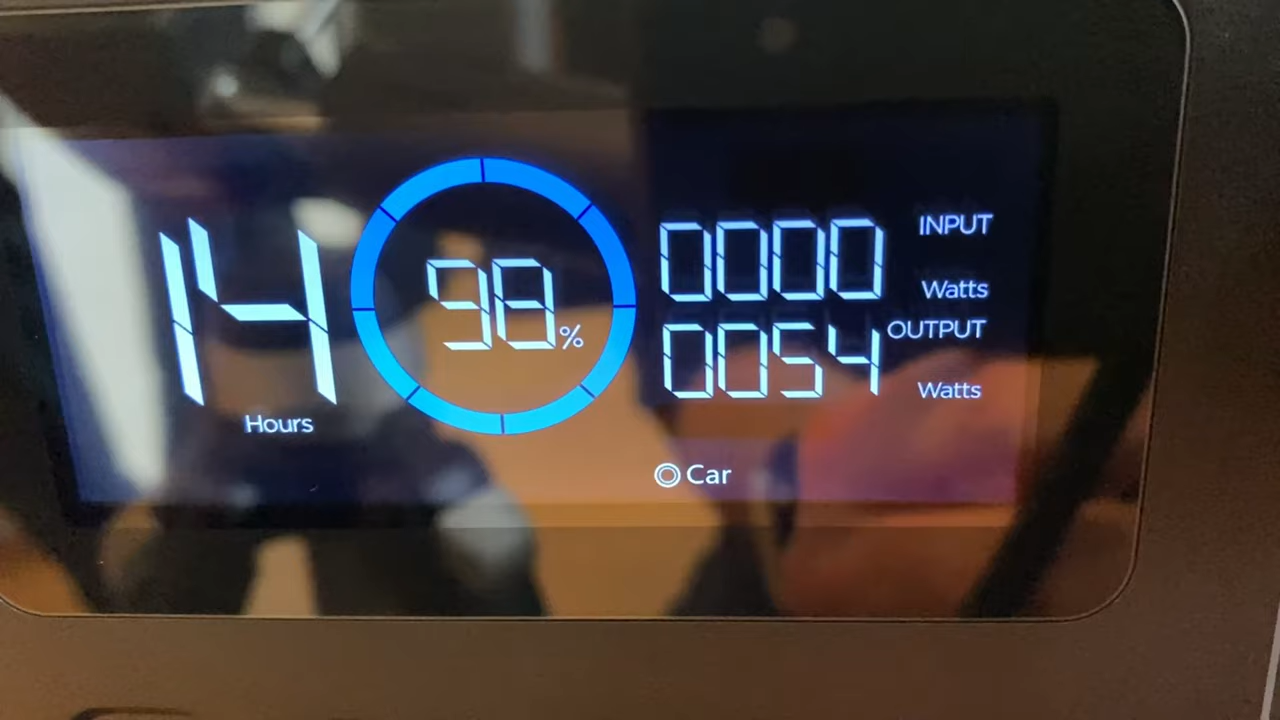 14
Hours
98%
0000 INPUT
Watts
0054 OUTPUT
Watts
Car